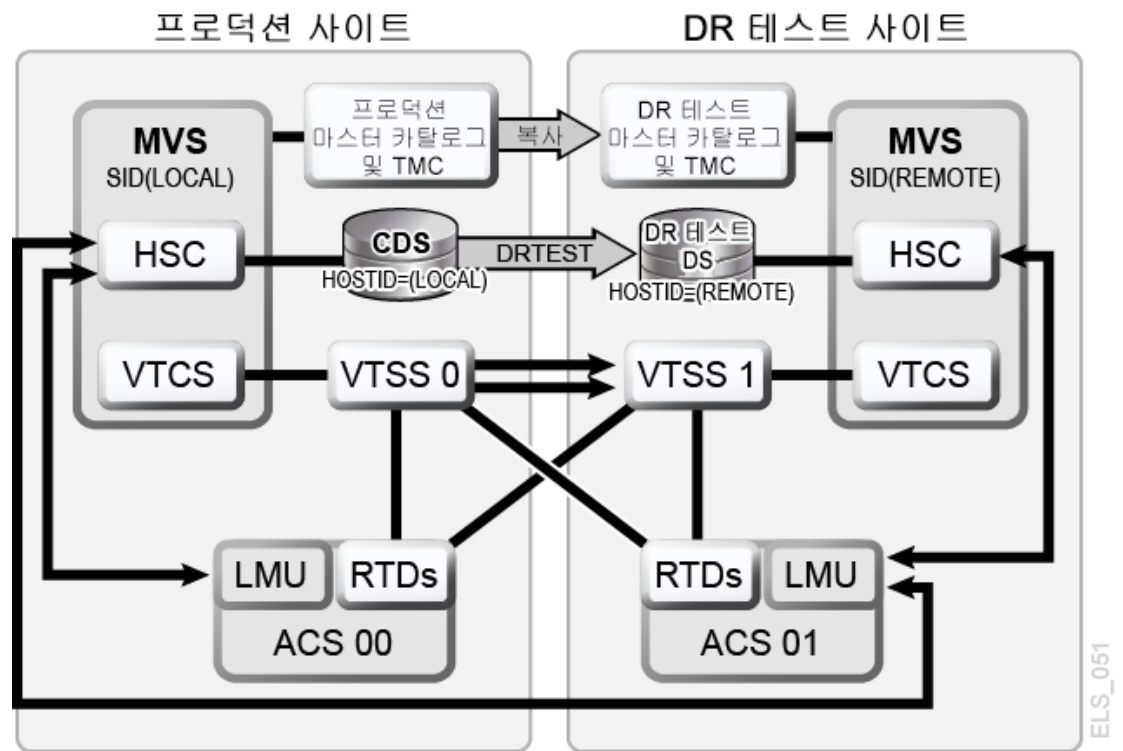 프로덕션 사이트
DR 테스트 사이트
MVS
SID(LOCAL)
프로덕션
마스터 카탈로그
및 TMC
복사
DR 테스트
마스터 카탈로그
및 TMC
MVS
SID(REMOTE)
HSC
CDS
HOSTID=(LOCAL)
DRTEST
DR 테스트
DS
HOSTID=(REMOTE)
HSC
VTCS
VTSS 0
VTSS 1
VTCS
LMU
RTDs
ACS 00
RTDs
LMU
ACS 01
ELS_051